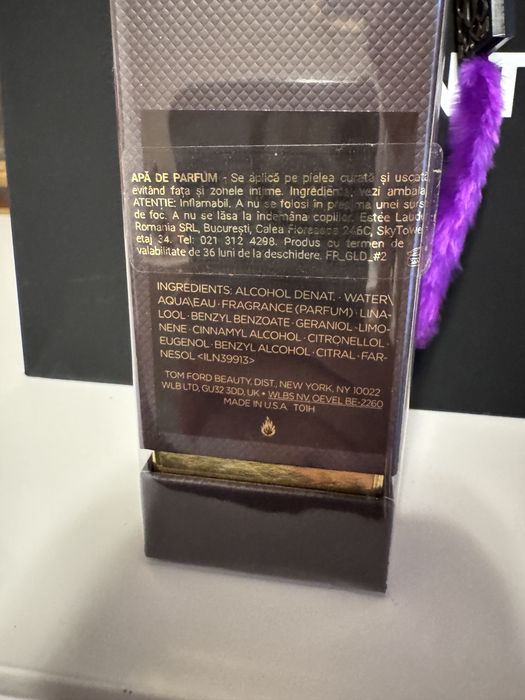 APĂ DE PARFUM - Se aplică pe pielea curată și uscată
evitând fața și zonele intime. Ingrediente, vezi ambala
ATENȚIE: Inflamabil. A nu se folosi în unei surs
de foc. A nu se lăsa la îndemâna copiilor. Estée Laude
Romania SRL, București, Calea Floreasca 246C, SkyTowe
etaj 34. Tel: 021 312 4298. Produs cu termen de
valabilitate de 36 luni de la deschidere. FR_GLD_#2
INGREDIENTS: ALCOHOL DENAT. · WATER\
AQUA\EAU · FRAGRANCE (PARFUM) · LINA-
LOOL · BENZYL BENZOATE · GERANIOL · LIMO-
NENE · CINNAMYL ALCOHOL · CITRONELLOL ·
EUGENOL · BENZYL ALCOHOL · CITRAL · FAR-
NESOL <ILN39913>
TOM FORD BEAUTY, DIST, NEW YORK, NY 10022
WLB LTD, GU32 3DD, UK • WLBS NV, OEVEL BE-2260
MADE IN U.S.A. T01H